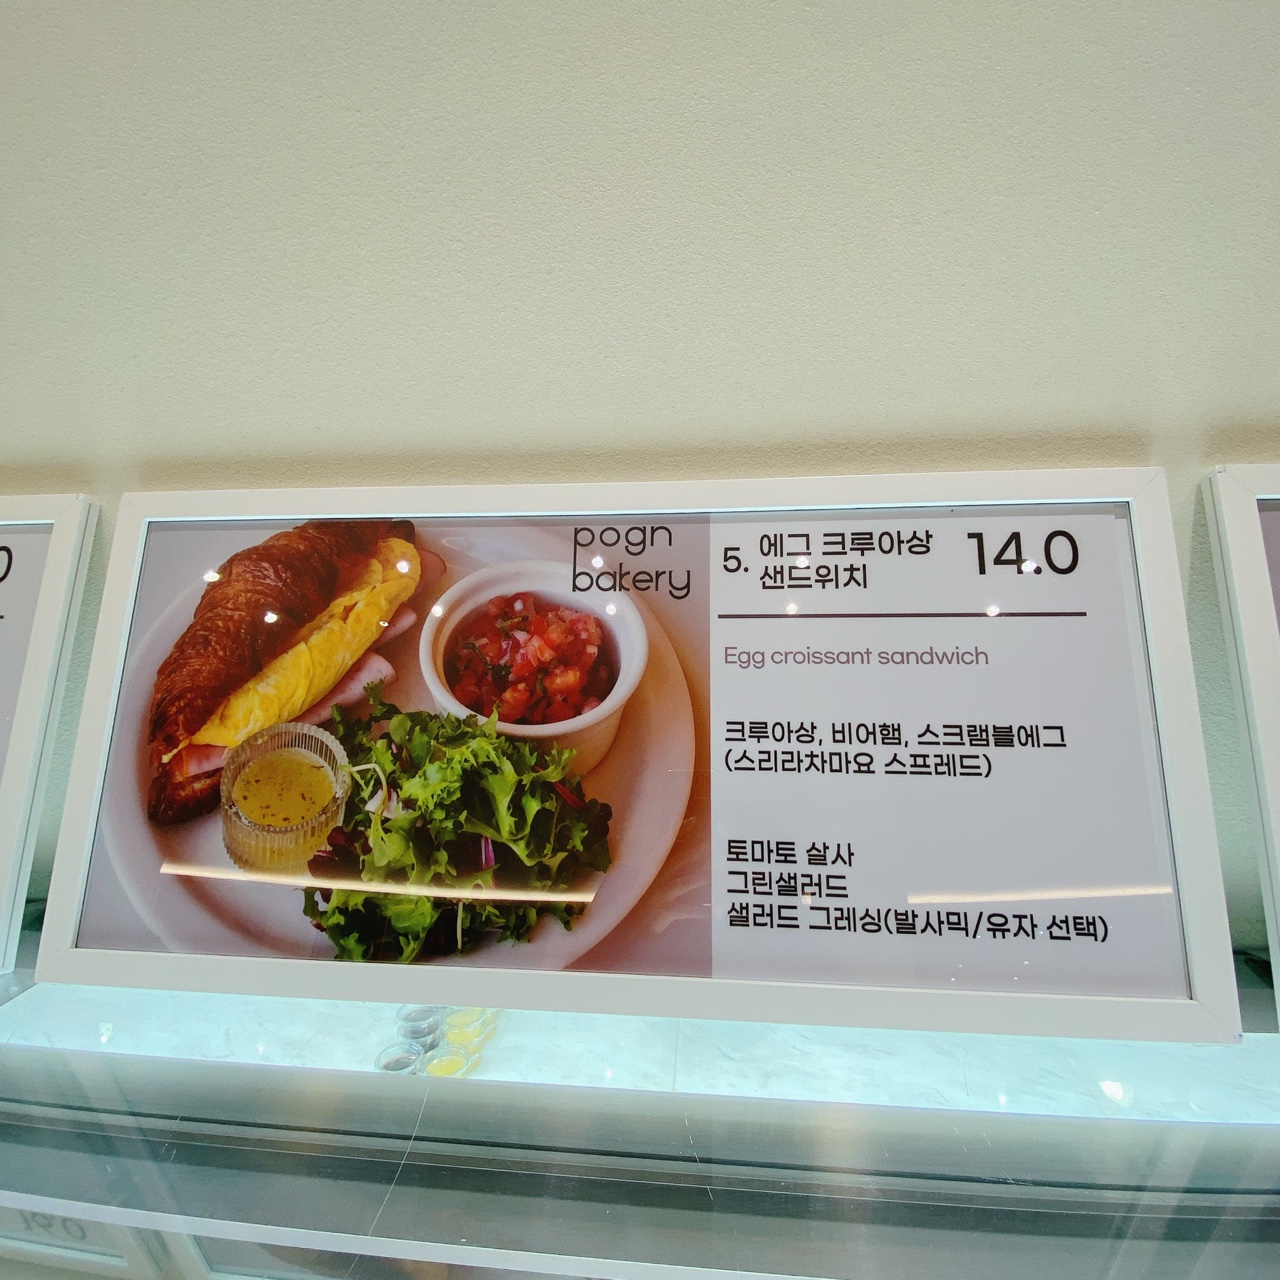 pogn
bakery
5. 에그 크루아상
샌드위치
14.0
Egg croissant sandwich
크루아상, 비어햄, 스크램블에그
(스리라차마요 스프레드)
토마토 살사
그린샐러드
샐러드 그레싱(발사믹/유자 선택)